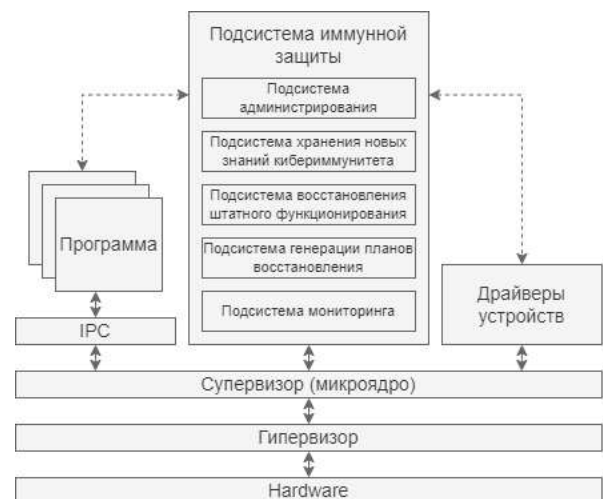 Подсистема иммунной
защиты
Подсистема
администрирования
Подсистема хранения новых
знаний кибериммунитета
Подсистема восстановления
штатного функционирования
Подсистема генерации планов
восстановления
Подсистема мониторинга
Программа
IPC
Драйверы
устройств
Супервизор (микроядро)
Гипервизор
Hardware